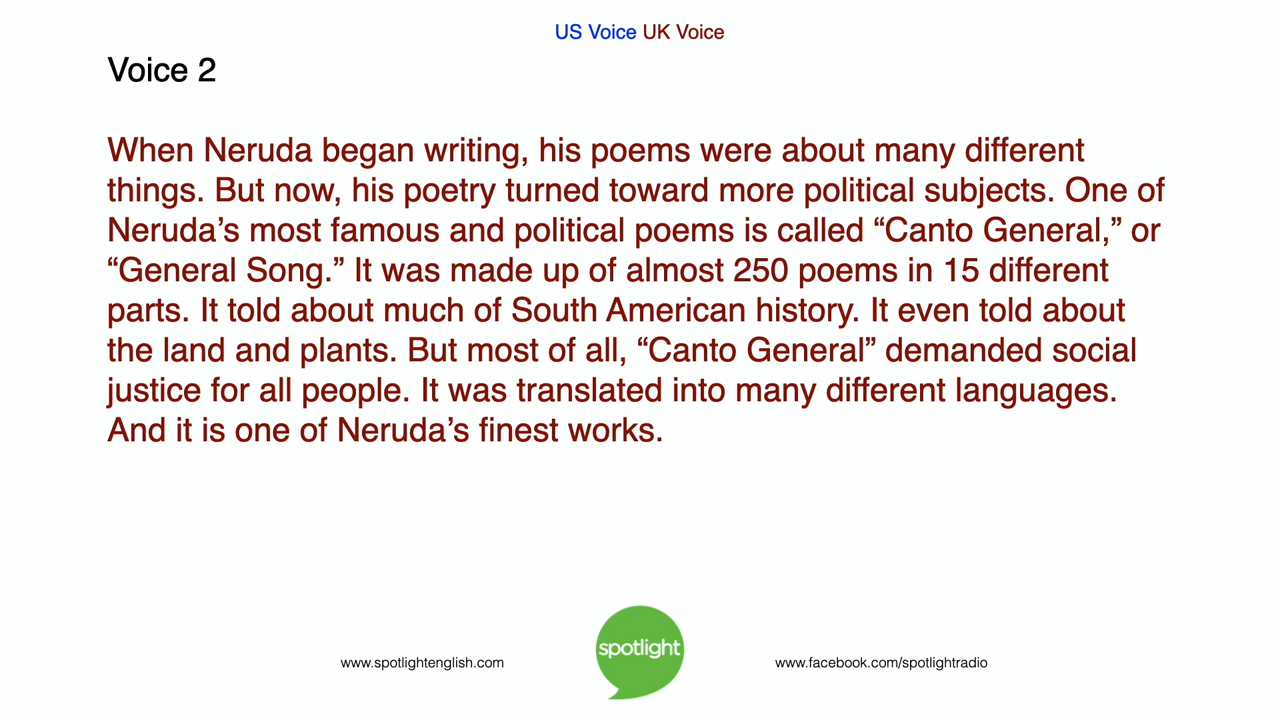 US Voice UK Voice
Voice 2
When Neruda began writing, his poems were about many different
things. But now, his poetry turned toward more political subjects. One of
Neruda’s most famous and political poems is called “Canto General,” or
“General Song.” It was made up of almost 250 poems in 15 different
parts. It told about much of South American history. It even told about
the land and plants. But most of all, “Canto General” demanded social
justice for all people. It was translated into many different languages.
And it is one of Neruda’s finest works.
www.spotlightenglish.com
spotlight
www.facebook.com/spotlightradio